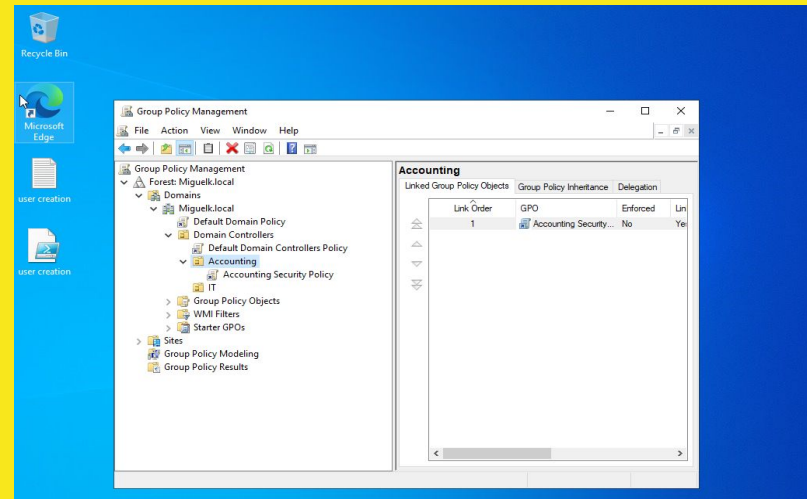 Recycle Bin
Microsoft
Edge
user creation
user creation
Group Policy Management
File Action View Window Help
Group Policy Management
Forest: Miguelk.local
Domains
Miguelk.local
Default Domain Policy
Domain Controllers
Default Domain Controllers Policy
Accounting
Accounting Security Policy
IT
Group Policy Objects
WMI Filters
Starter GPOs
Sites
Group Policy Modeling
Group Policy Results
Accounting
Linked Group Policy Objects Group Policy Inheritance Delegation
Link Order GPO Enforced Lin
1 Accounting Security... No Ye